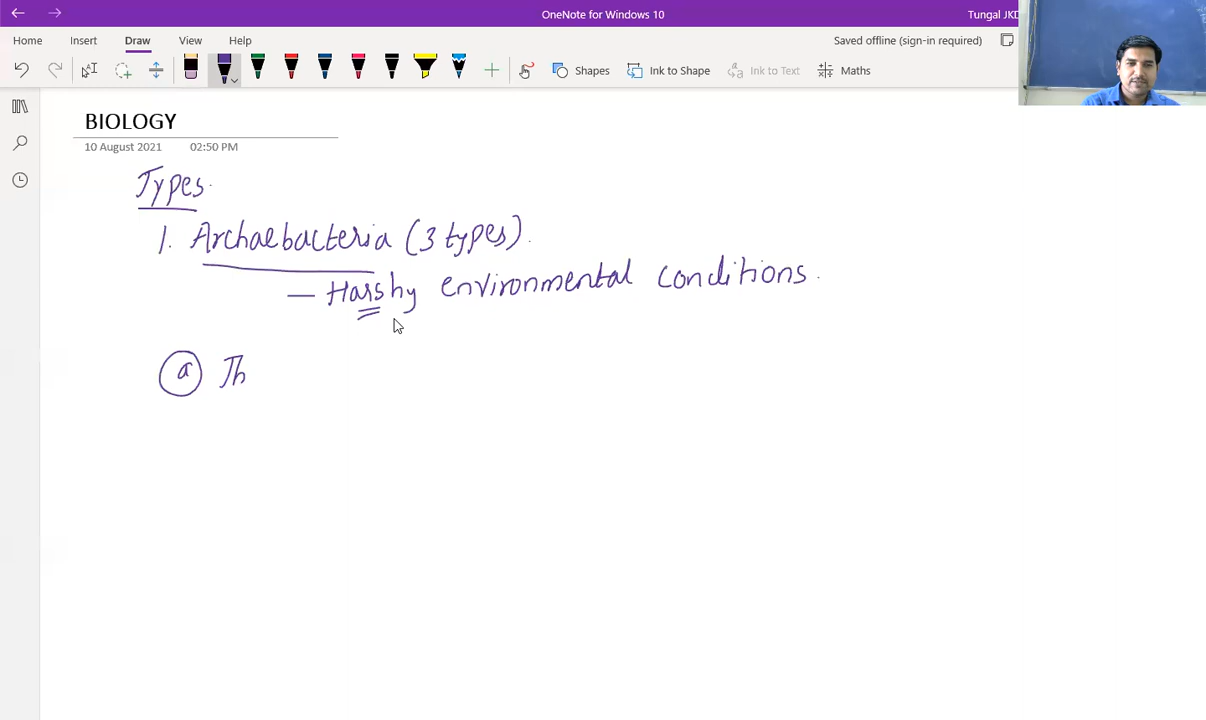 OneNote for Windows 10
Tungal JKD
Home Insert Draw View Help
Saved offline (sign-in required)
Shapes Ink to Shape Ink to Text Maths
BIOLOGY
10 August 2021 02:50 PM
Types.
1. Archaebacteria (3 types).
— Harshy environmental conditions.
a Th